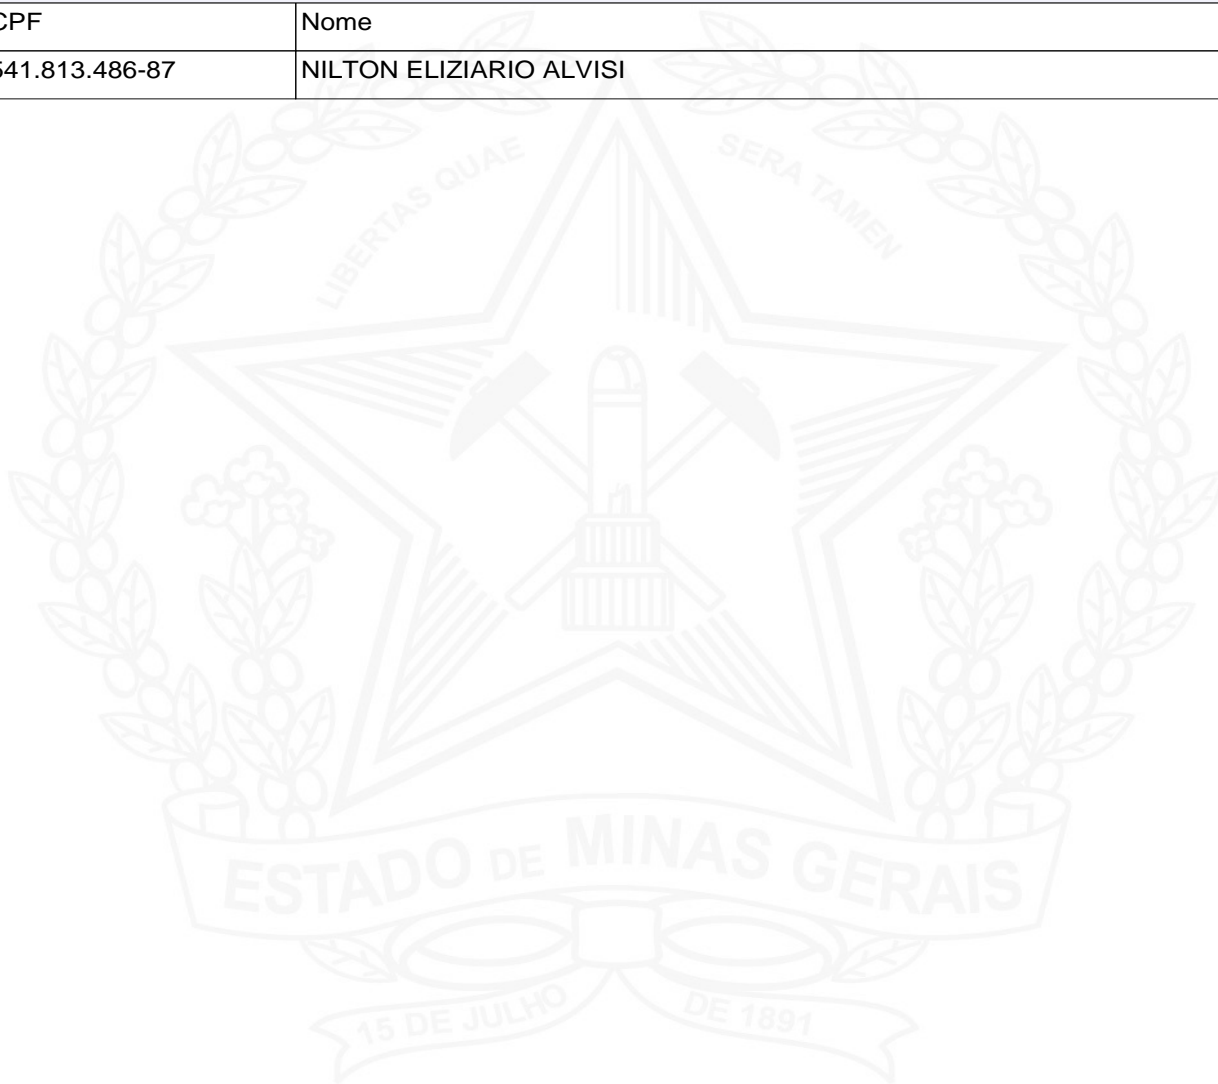 CPF Nome
541.813.486-87 NILTON ELIZIARIO ALVISI
LIBERTAS QUAE SERA TAMEN
ESTADO DE MINAS GERAIS
15 DE JULHO DE 1891